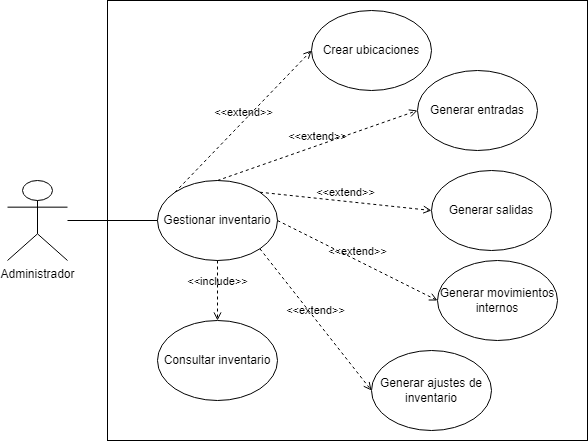 Crear ubicaciones
<<extend>>
Generar entradas
<<extend>>
<<extend>>
Generar salidas
Gestionar inventario
<<extend>>
Administrador
<<include>>
Generar movimientos
internos
<<extend>>
Consultar inventario
Generar ajustes de
inventario